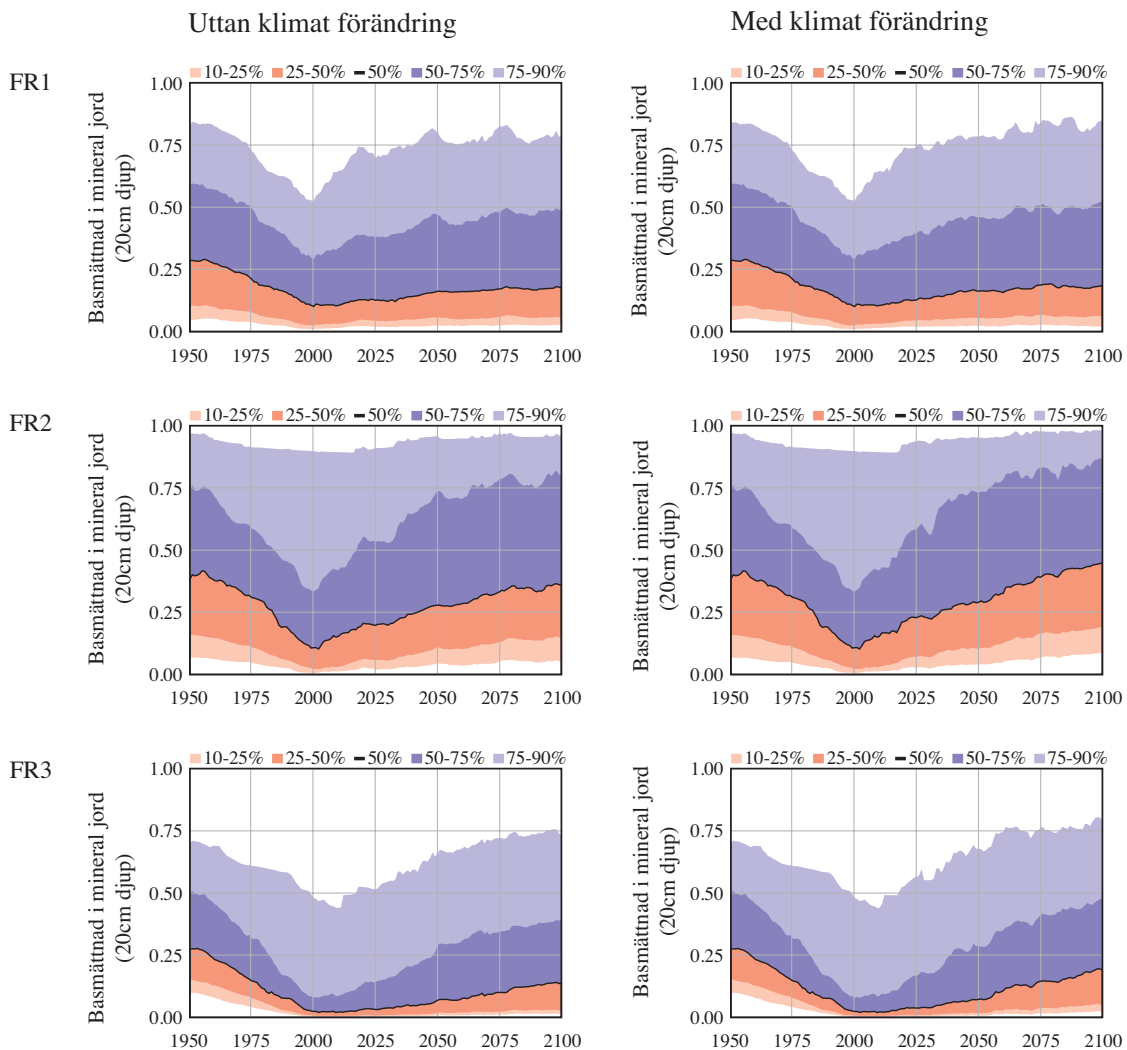 Uttan klimat förändring
Med klimat förändring
FR1
10-25% 25-50% 50% 50-75% 75-90%
Basmättnad i mineral jord
(20cm djup)
1.00
0.75
0.50
0.25
0.00
1950 1975 2000 2025 2050 2075 2100
10-25% 25-50% 50% 50-75% 75-90%
Basmättnad i mineral jord
(20cm djup)
1.00
0.75
0.50
0.25
0.00
1950 1975 2000 2025 2050 2075 2100
FR2
10-25% 25-50% 50% 50-75% 75-90%
Basmättnad i mineral jord
(20cm djup)
1.00
0.75
0.50
0.25
0.00
1950 1975 2000 2025 2050 2075 2100
10-25% 25-50% 50% 50-75% 75-90%
Basmättnad i mineral jord
(20cm djup)
1.00
0.75
0.50
0.25
0.00
1950 1975 2000 2025 2050 2075 2100
FR3
10-25% 25-50% 50% 50-75% 75-90%
Basmättnad i mineral jord
(20cm djup)
1.00
0.75
0.50
0.25
0.00
1950 1975 2000 2025 2050 2075 2100
10-25% 25-50% 50% 50-75% 75-90%
Basmättnad i mineral jord
(20cm djup)
1.00
0.75
0.50
0.25
0.00
1950 1975 2000 2025 2050 2075 2100